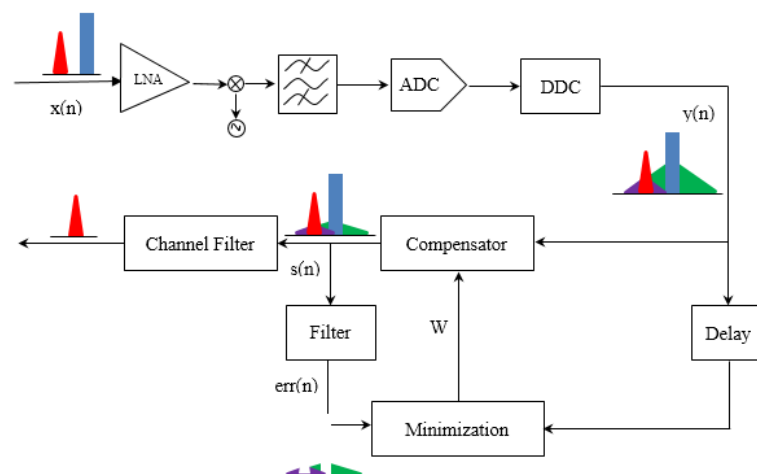 LNA
x(n)
ADC
DDC
y(n)
Channel Filter
s(n)
Compensator
Filter
W
Delay
err(n)
Minimization